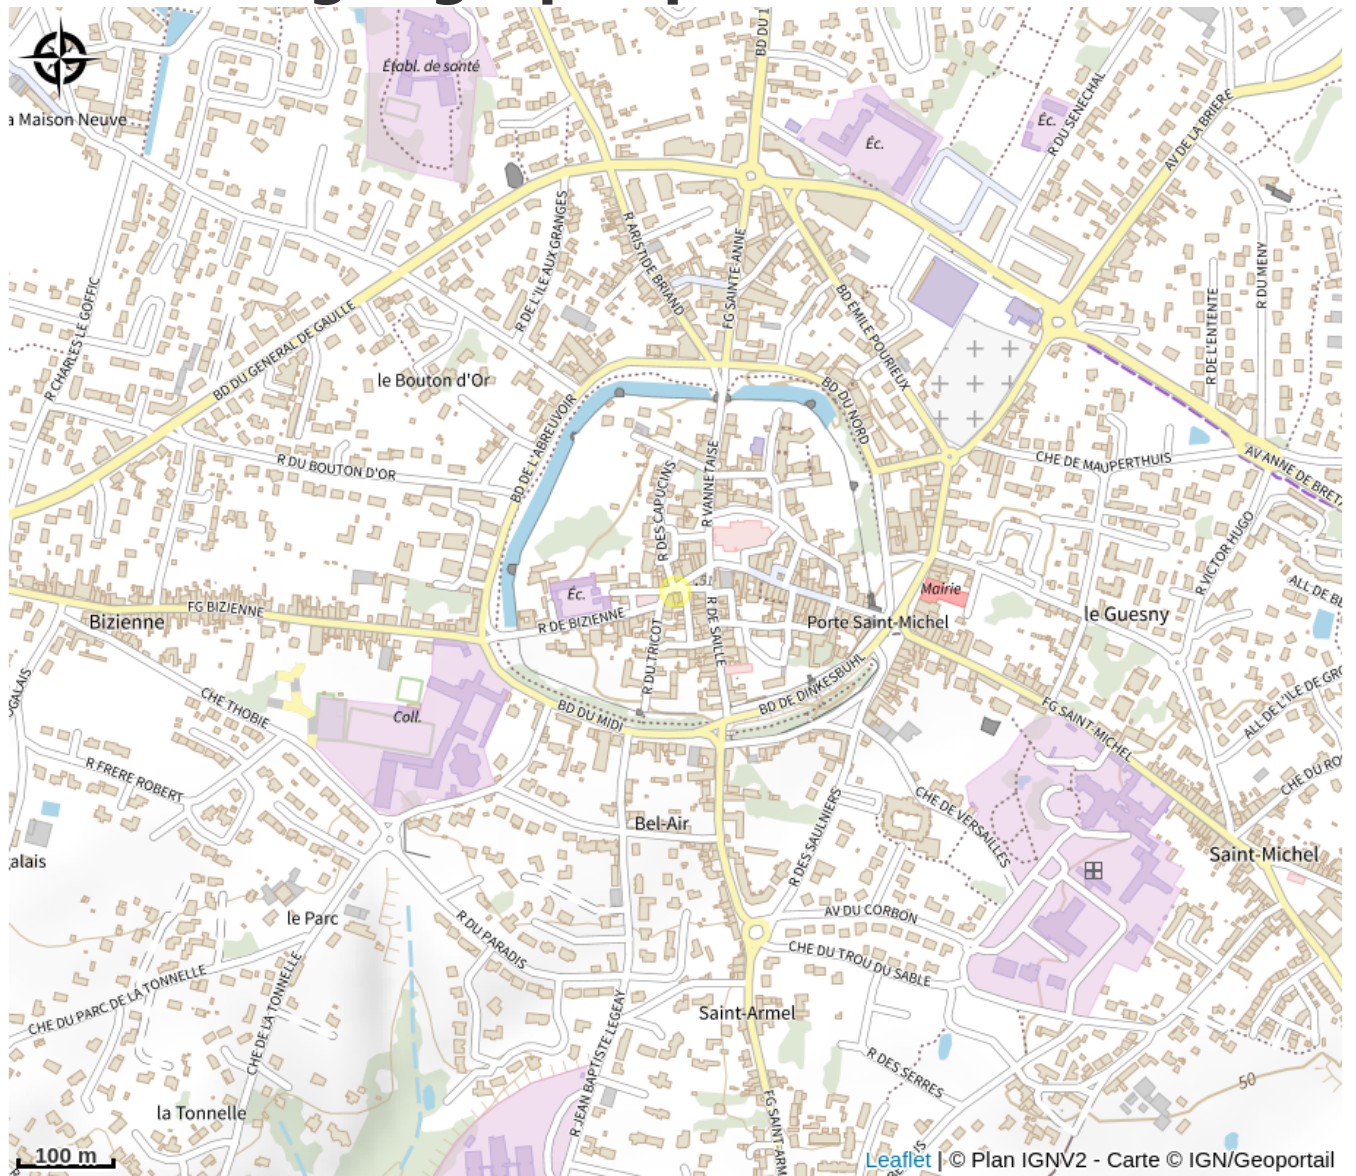 BD DU 1
Établ. de santé
a Maison Neuve
Éc.
Éc.
R DU SENECHAL
AV DE LA BRIERE
R DE L'ILE AUX GRANGES
R ARISTIDE BRIAND
FG SAINTE-ANNE
BD EMILE POURIEUX
R DU MENY
R DE L'ENTENTE
R CHARLES LE GOFFIC
BD DU GENERAL DE GAULLE
le Bouton d'Or
BD DU NORD
BD DE L'ABREUVOIR
R DU BOUTON D'OR
R VANNETAISE
R DES CAPUCINS
CHE DE MAUPERTHUIS
AV ANNE DE BRETA
R VICTOR HUGO
51
Éc.
Mairie
ALL DE BE
FG BIZIENNE
Bizienne
R DE BIZIENNE
R DU TRICOT
R DE SAILLE
Porte Saint-Michel
le Guesny
OGALAIS
CHE THOBIE
Coll.
BD DU MIDI
BD DE DINKESBUHL
FG SAINT-MICHEL
ALL DE L'ILE DE GRO
CHE DU RO
R FRERE ROBERT
Bel-Air
R DES SAULNIERS
CHE DE VERSAILLES
Saint-Michel
alais
le Parc
R DU PARADIS
AV DU CORBON
CHE DU TROU DU SABLE
CHE DU PARC DE LA TONNELLE
CHE DE LA TONNELLE
Saint-Armel
R JEAN BAPTISTE LEGEAY
R DES SERRES
50
la Tonnelle
FG SAINT-ARM
100 m
Leaflet | © Plan IGNV2 - Carte © IGN/Geoportail